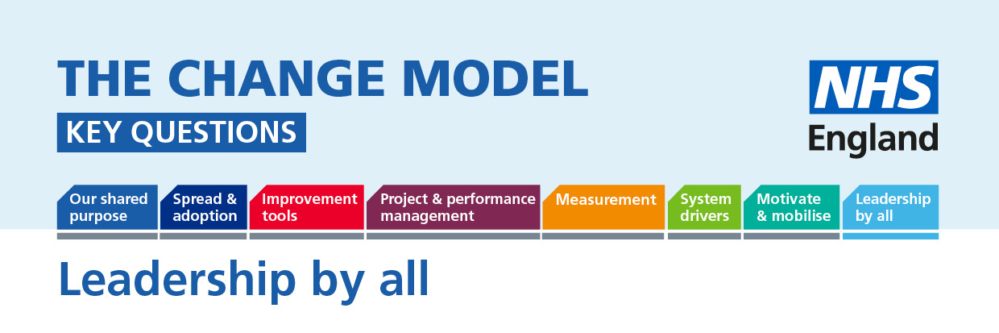 THE CHANGE MODEL
KEY QUESTIONS
NHS
England
Our shared
purpose
Spread &
adoption
Improvement
tools
Project & performance
management
Measurement
System
drivers
Motivate
& mobilise
Leadership
by all
Leadership by all